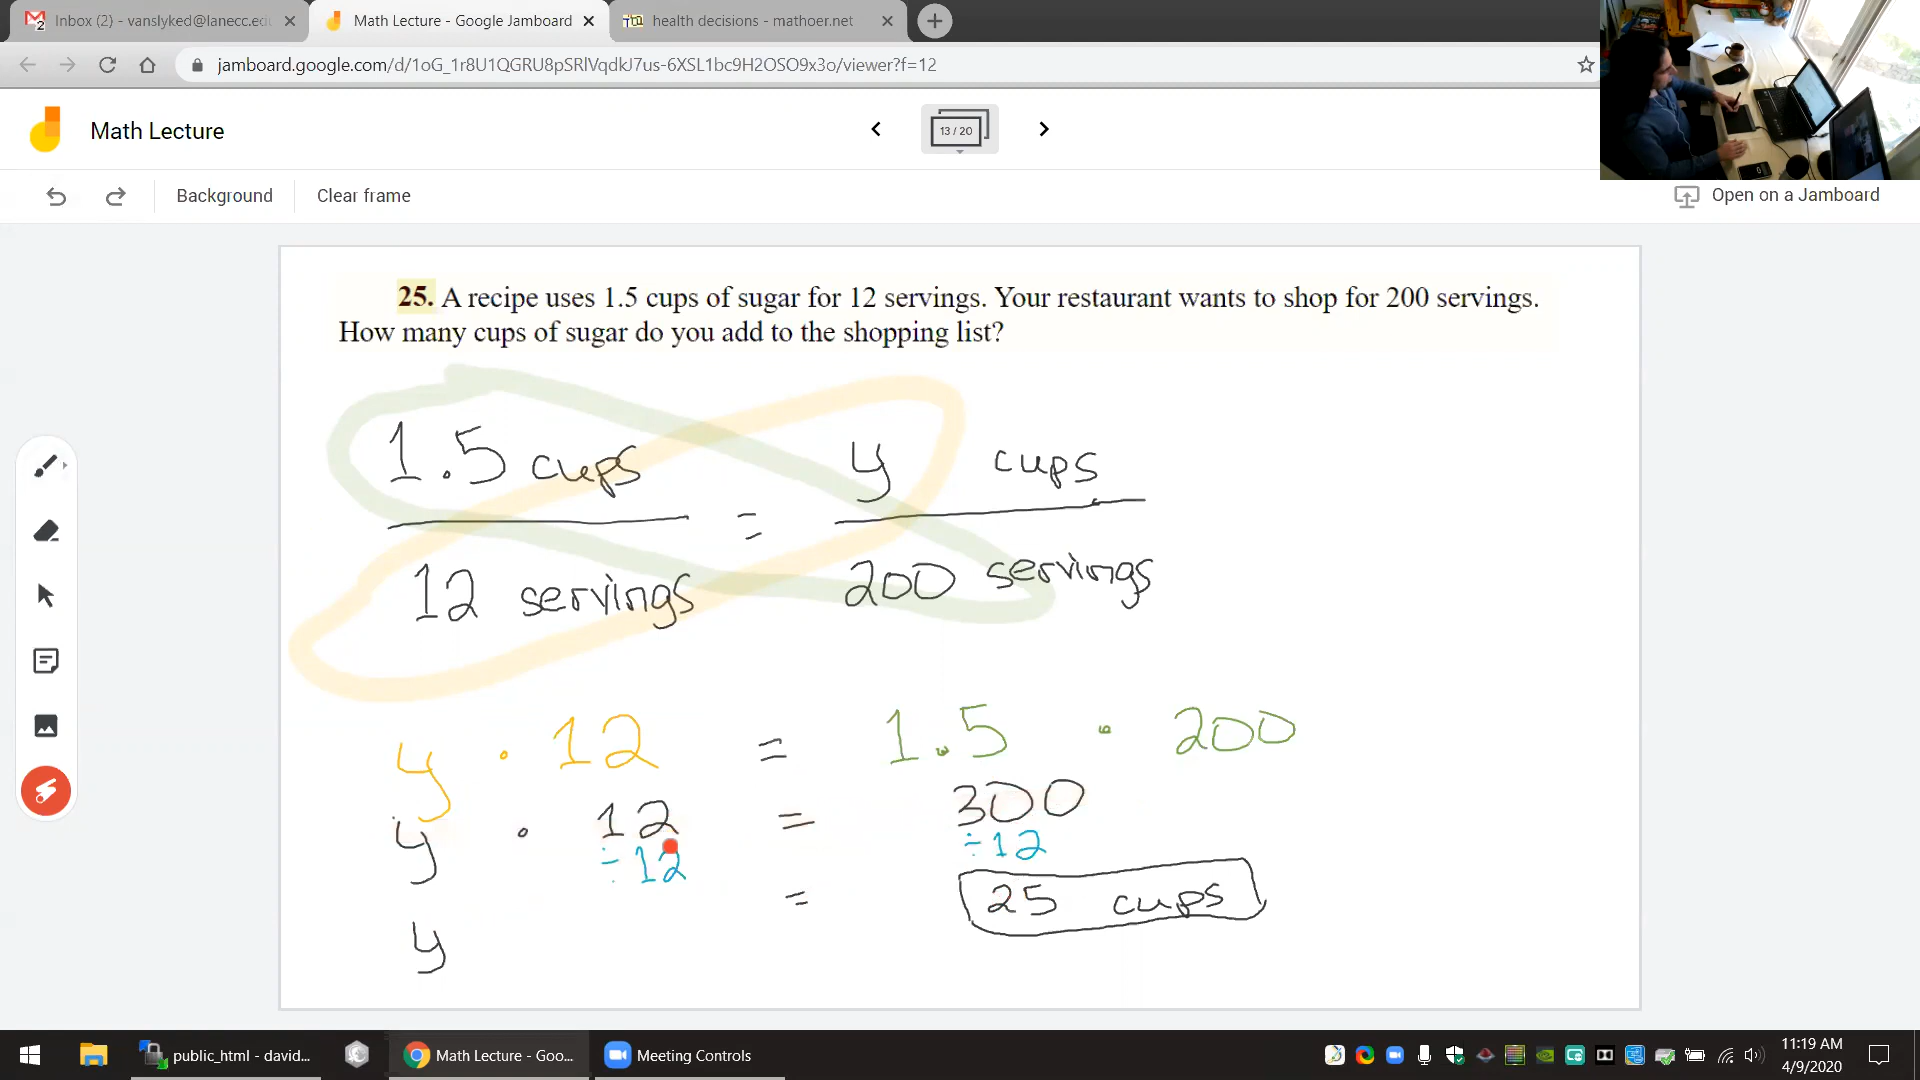 Inbox (2) - vanslyked@lanecc.edu
Math Lecture - Google Jamboard
health decisions - mathoer.net
jamboard.google.com/d/1oG_1r8U1QGRU8pSRlVqdkJ7us-6XSL1bc9H2OSO9x3o/viewer?f=12
Math Lecture
13 / 20
Background
Clear frame
Open on a Jamboard
25. A recipe uses 1.5 cups of sugar for 12 servings. Your restaurant wants to shop for 200 servings.
How many cups of sugar do you add to the shopping list?
1.5 cups = y cups
12 servings 200 servings
y · 12 = 1.5 · 200
y · 12 = 300
÷12 ÷12
y = 25 cups
public_html - david...
Math Lecture - Goo...
Meeting Controls
11:19 AM
4/9/2020